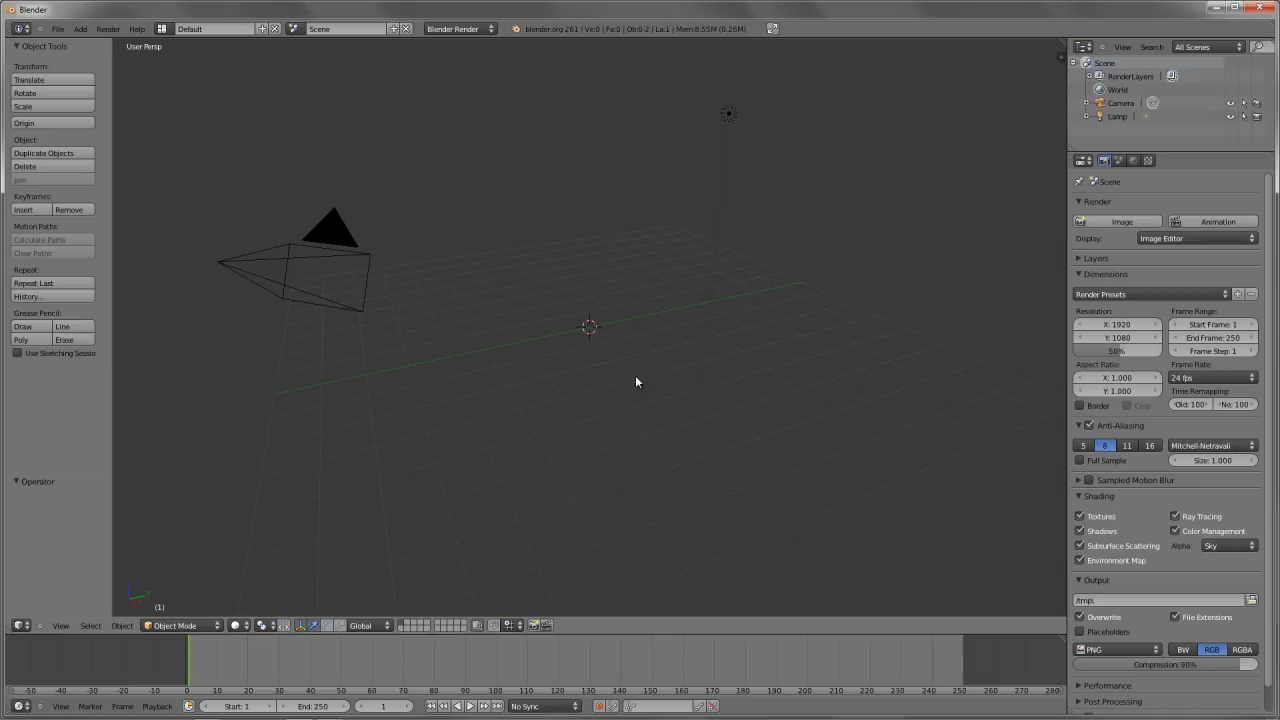 Blender
File Add Render Help Default Scene Blender Render blender.org 261 | Ve:0 | Fa:0 | Ob:0-2 | La:1 | Mem:8.55M (0.26M)
Object Tools
Transform:
Translate
Rotate
Scale
Origin
Object:
Duplicate Objects
Delete
Join
Keyframes:
Insert Remove
Motion Paths:
Calculate Paths
Clear Paths
Repeat:
Repeat Last
History...
Grease Pencil:
Draw Line
Poly Erase
Use Sketching Sessio
Operator
User Persp
(1)
View Select Object Object Mode Global
-50 -40 -30 -20 -10 0 10 20 30 40 50 60 70 80 90 100 110 120 130 140 150 160 170 180 190 200 210 220 230 240 250 260 270 280
View Marker Frame Playback Start: 1 End: 250 1 No Sync
View Search All Scenes
Scene
RenderLayers
World
Camera
Lamp
Scene
Render
Image Animation
Display: Image Editor
Layers
Dimensions
Render Presets
Resolution: Frame Range:
X: 1920 Start Frame: 1
Y: 1080 End Frame: 250
50% Frame Step: 1
Aspect Ratio: Frame Rate:
X: 1.000 24 fps
Y: 1.000 Time Remapping:
Border Crop Old: 100 Ne: 100
Anti-Aliasing
5 8 11 16 Mitchell-Netravali
Full Sample Size: 1.000
Sampled Motion Blur
Shading
Textures Ray Tracing
Shadows Color Management
Subsurface Scattering Alpha: Sky
Environment Map
Output
/tmp\
Overwrite File Extensions
Placeholders
PNG BW RGB RGBA
Compression: 90%
Performance
Post Processing